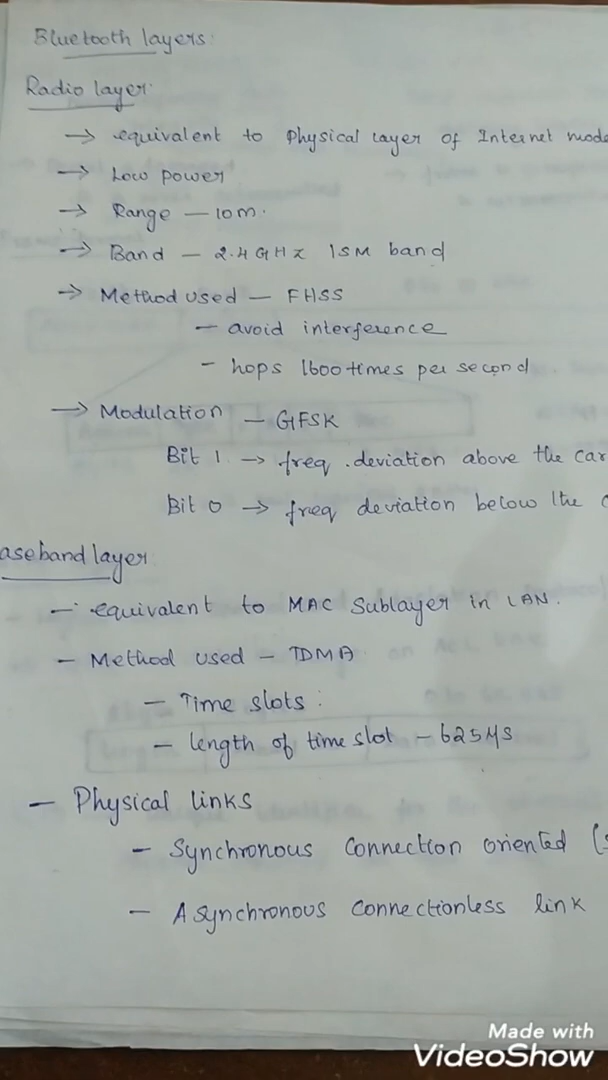 Bluetooth layers:
Radio layer:
→ equivalent to Physical layer of Internet mode
→ Low power
→ Range - 10m.
→ Band - 2.4 GHz ISM band
→ Method used - FHSS
- avoid interference
- hops 1600 times per second
→ Modulation - GFSK
Bit 1 → freq. deviation above the car
Bit 0 → freq deviation below the c
aseband layer
- equivalent to MAC Sublayer in LAN.
- Method used - TDMA
- Time slots:
- length of time slot - 625μs
- Physical links
- Synchronous connection oriented (s
- Asynchronous connectionless link
Made with
VideoShow